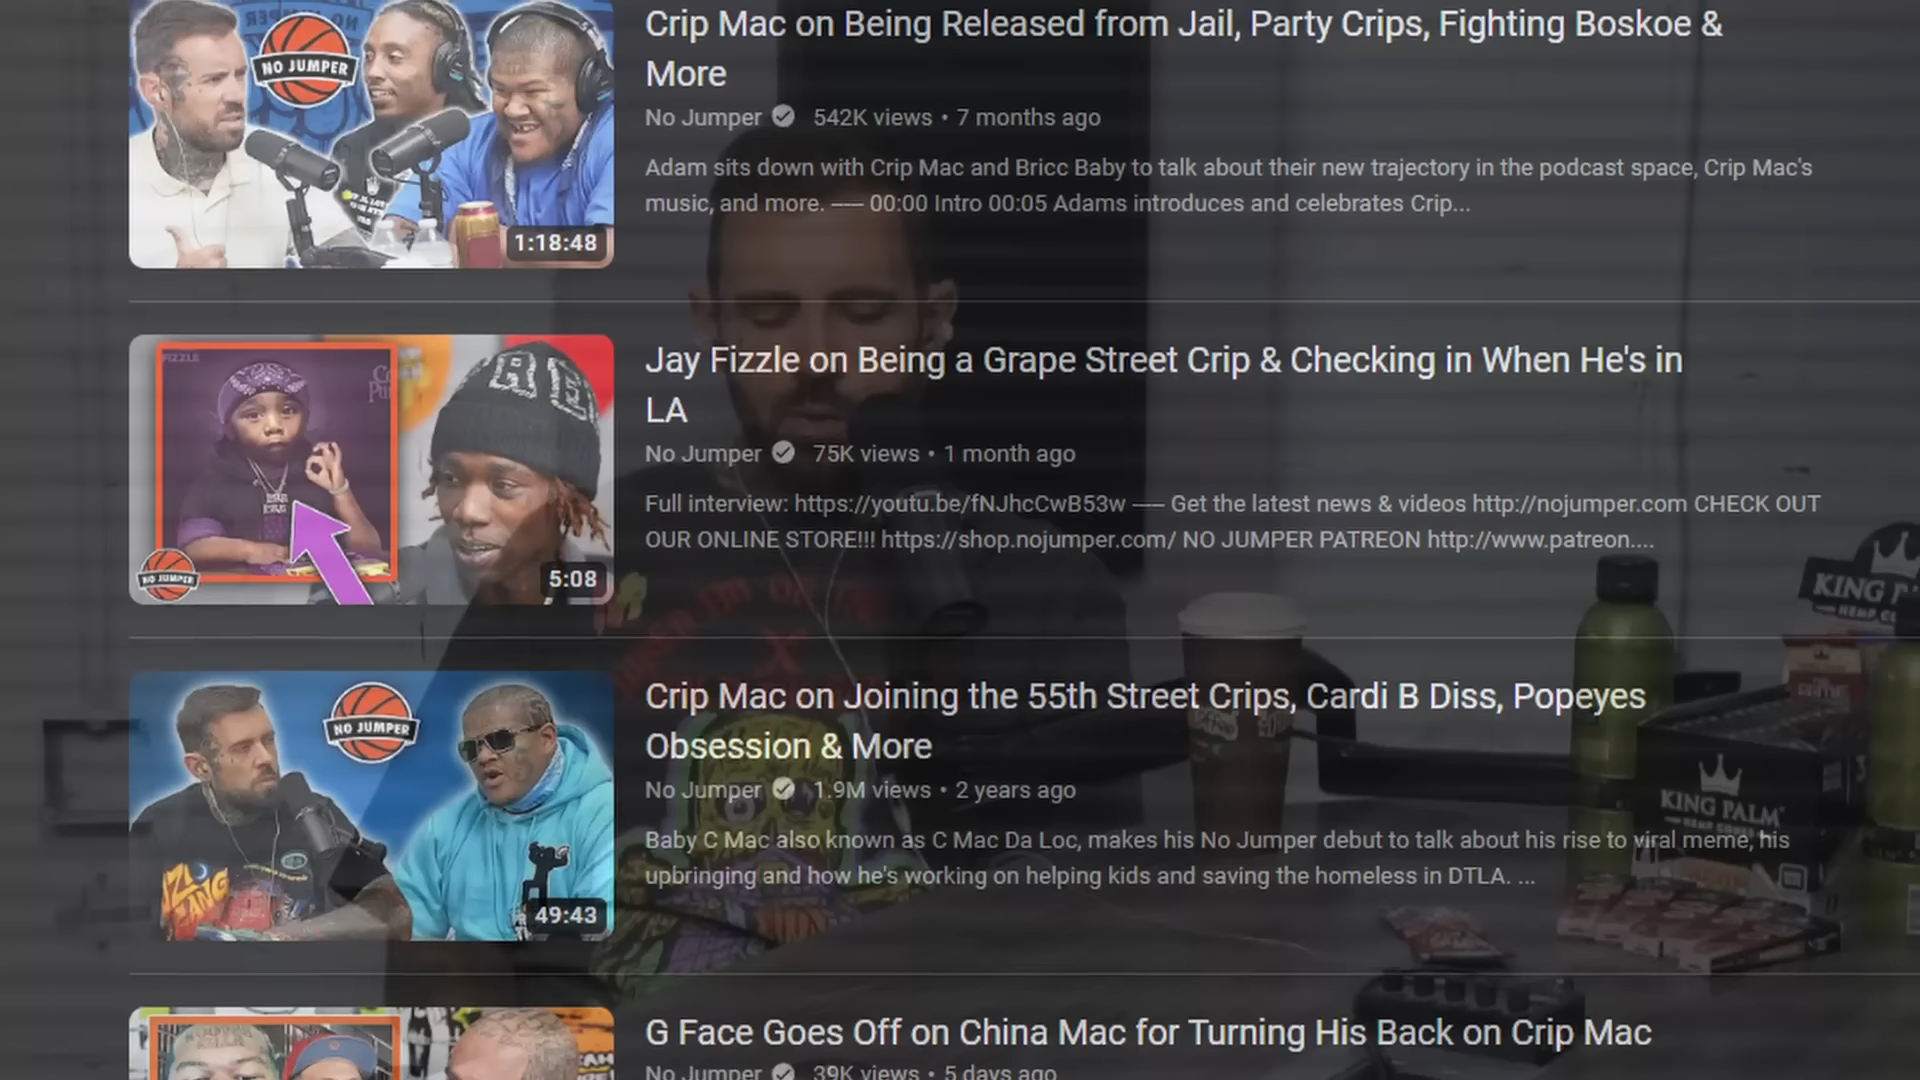 NO JUMPER
1:18:48
Crip Mac on Being Released from Jail, Party Crips, Fighting Boskoe &
More
No Jumper 542K views • 7 months ago
Adam sits down with Crip Mac and Bricc Baby to talk about their new trajectory in the podcast space, Crip Mac's
music, and more. –– 00:00 Intro 00:05 Adams introduces and celebrates Crip...
FIZZLE
NO JUMPER
5:08
Jay Fizzle on Being a Grape Street Crip & Checking in When He's in
LA
No Jumper 75K views • 1 month ago
Full interview: https://youtu.be/fNJhcCwB53w –– Get the latest news & videos http://nojumper.com CHECK OUT
OUR ONLINE STORE!!! https://shop.nojumper.com/ NO JUMPER PATREON http://www.patreon....
KING
HEMP
NO JUMPER
49:43
Crip Mac on Joining the 55th Street Crips, Cardi B Diss, Popeyes
Obsession & More
No Jumper 1.9M views • 2 years ago
Baby C Mac also known as C Mac Da Loc, makes his No Jumper debut to talk about his rise to viral meme, his
upbringing and how he's working on helping kids and saving the homeless in DTLA. ...
KING PALM
G Face Goes Off on China Mac for Turning His Back on Crip Mac
No Jumper 39K views • 5 days ago